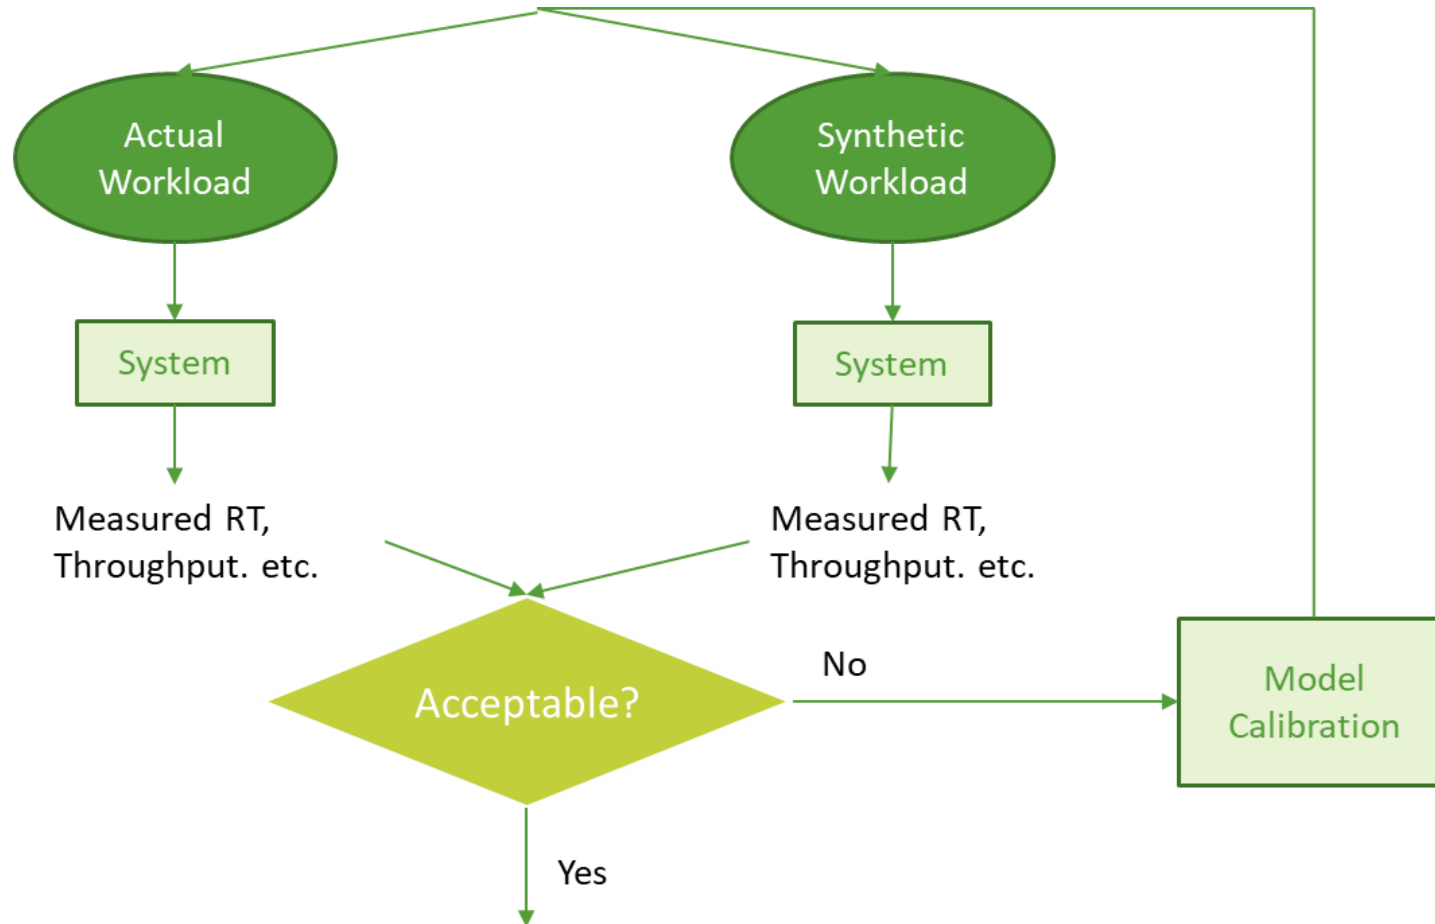 Actual
Workload
Synthetic
Workload
System
System
Measured RT,
Throughput. etc.
Measured RT,
Throughput. etc.
Acceptable?
No
Model
Calibration
Yes